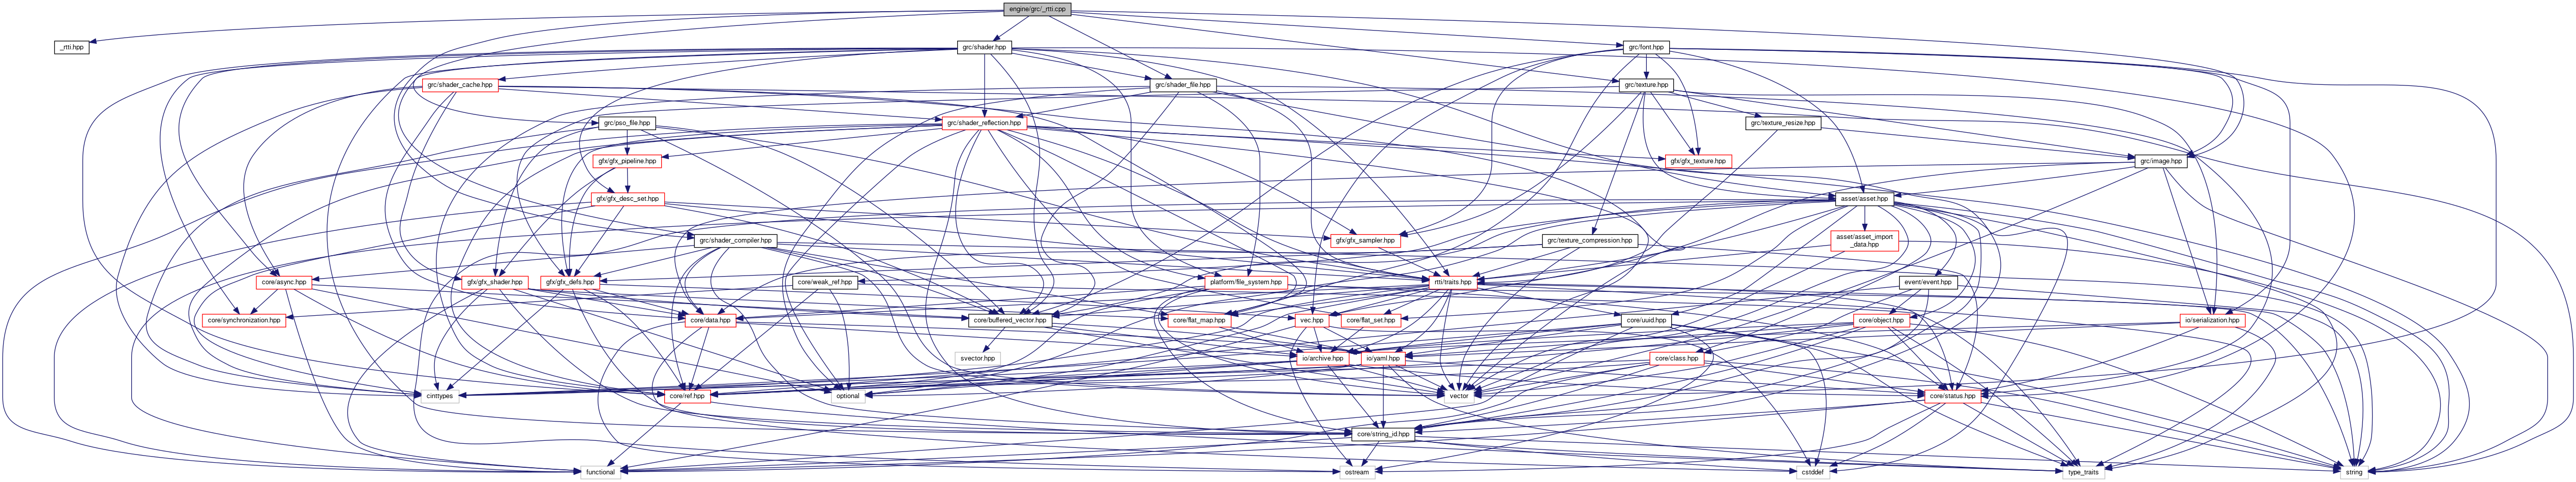 engine/grc/_rtti.cpp
_rtti.hpp
grc/shader.hpp
grc/font.hpp
grc/shader_cache.hpp
grc/shader_file.hpp
grc/texture.hpp
grc/pso_file.hpp
grc/shader_reflection.hpp
grc/texture_resize.hpp
gfx/gfx_pipeline.hpp
gfx/gfx_texture.hpp
grc/image.hpp
gfx/gfx_desc_set.hpp
asset/asset.hpp
grc/shader_compiler.hpp
gfx/gfx_sampler.hpp
grc/texture_compression.hpp
asset/asset_import
_data.hpp
core/async.hpp
gfx/gfx_shader.hpp
gfx/gfx_defs.hpp
core/weak_ref.hpp
platform/file_system.hpp
rtti/traits.hpp
event/event.hpp
core/synchronization.hpp
core/data.hpp
core/buffered_vector.hpp
core/flat_map.hpp
vec.hpp
core/flat_set.hpp
core/uuid.hpp
core/object.hpp
io/serialization.hpp
svector.hpp
io/archive.hpp
io/yaml.hpp
core/class.hpp
cinttypes
core/ref.hpp
optional
vector
core/status.hpp
core/string_id.hpp
functional
ostream
cstddef
type_traits
string